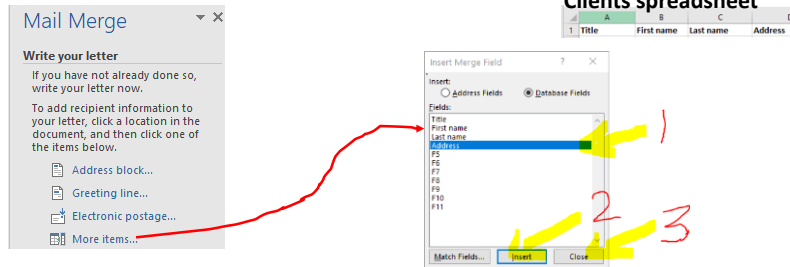 Mail Merge
Write your letter
If you have not already done so,
write your letter now.
To add recipient information to
your letter, click a location in the
document, and then click one of
the items below.
Address block...
Greeting line...
Electronic postage...
More items...
Clients spreadsheet
A B C
1 Title First name Last name Address
Insert Merge Field ? X
Insert:
Address Fields Database Fields
Fields:
Title
First name
Last name
Address
F5
F6
F7
F8
F9
F10
F11
Match Fields... Insert Close
1
2
3